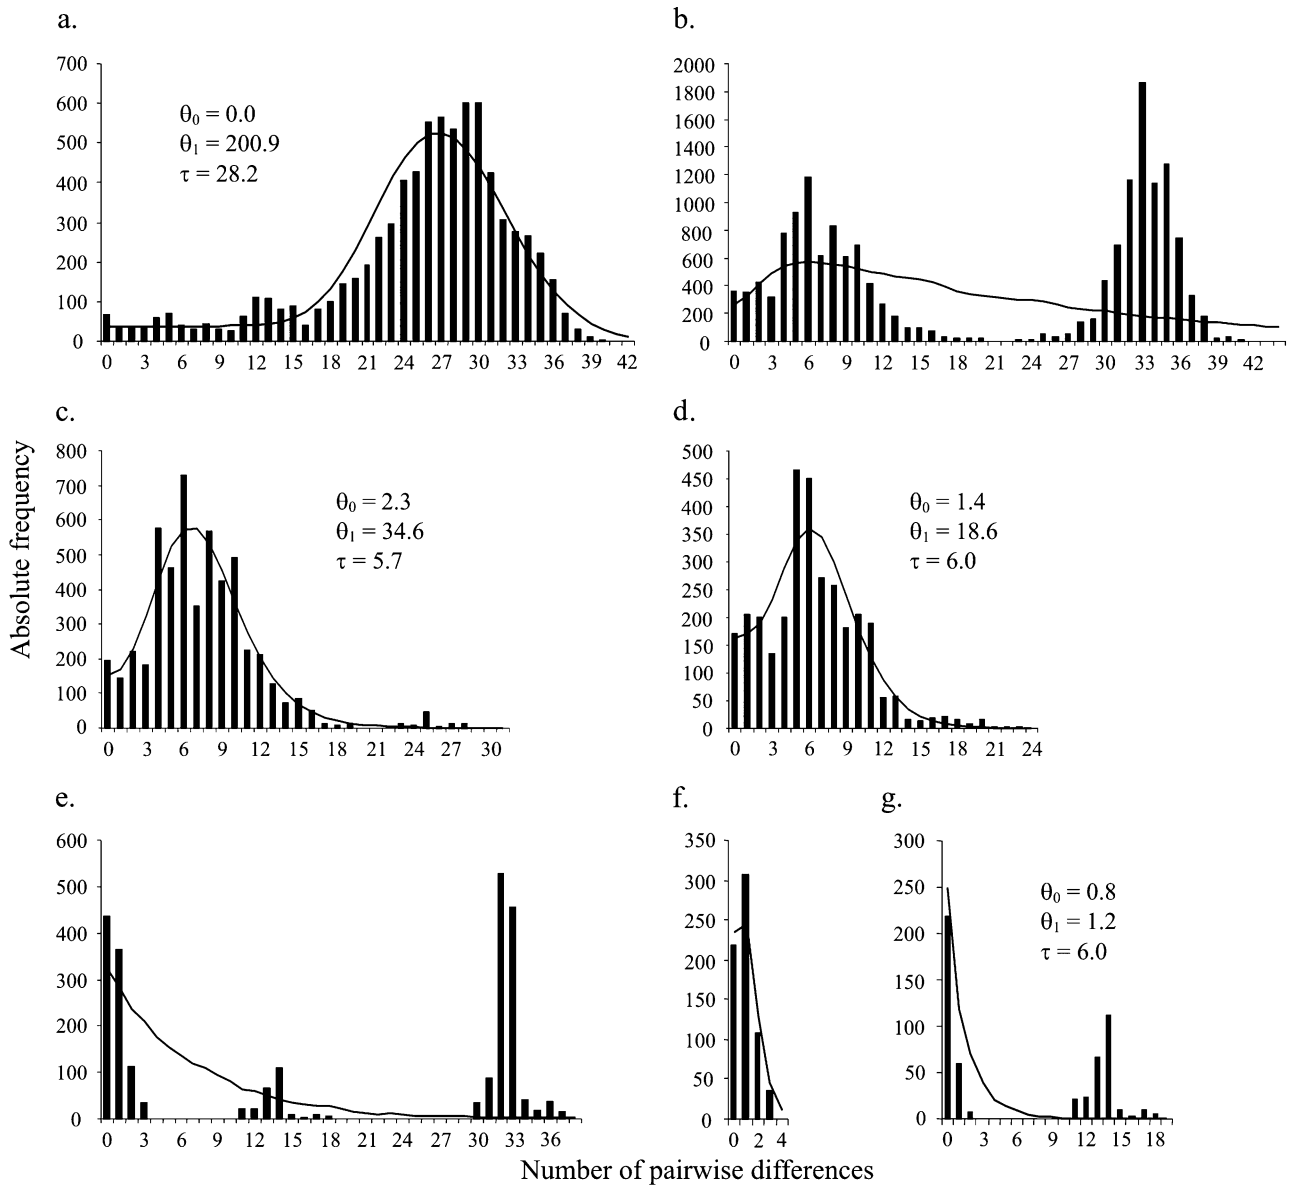 a.
700
600
500
400
300
200
100
0
θ0 = 0.0
θ1 = 200.9
τ = 28.2
0 3 6 9 12 15 18 21 24 27 30 33 36 39 42
b.
2000
1800
1600
1400
1200
1000
800
600
400
200
0
0 3 6 9 12 15 18 21 24 27 30 33 36 39 42
Absolute frequency
c.
800
700
600
500
400
300
200
100
0
θ0 = 2.3
θ1 = 34.6
τ = 5.7
0 3 6 9 12 15 18 21 24 27 30
d.
500
450
400
350
300
250
200
150
100
50
0
θ0 = 1.4
θ1 = 18.6
τ = 6.0
0 3 6 9 12 15 18 21 24
e.
600
500
400
300
200
100
0
0 3 6 9 12 15 18 21 24 27 30 33 36
f.
350
300
250
200
150
100
50
0
0 2 4
g.
300
250
200
150
100
50
0
θ0 = 0.8
θ1 = 1.2
τ = 6.0
0 3 6 9 12 15 18
Number of pairwise differences